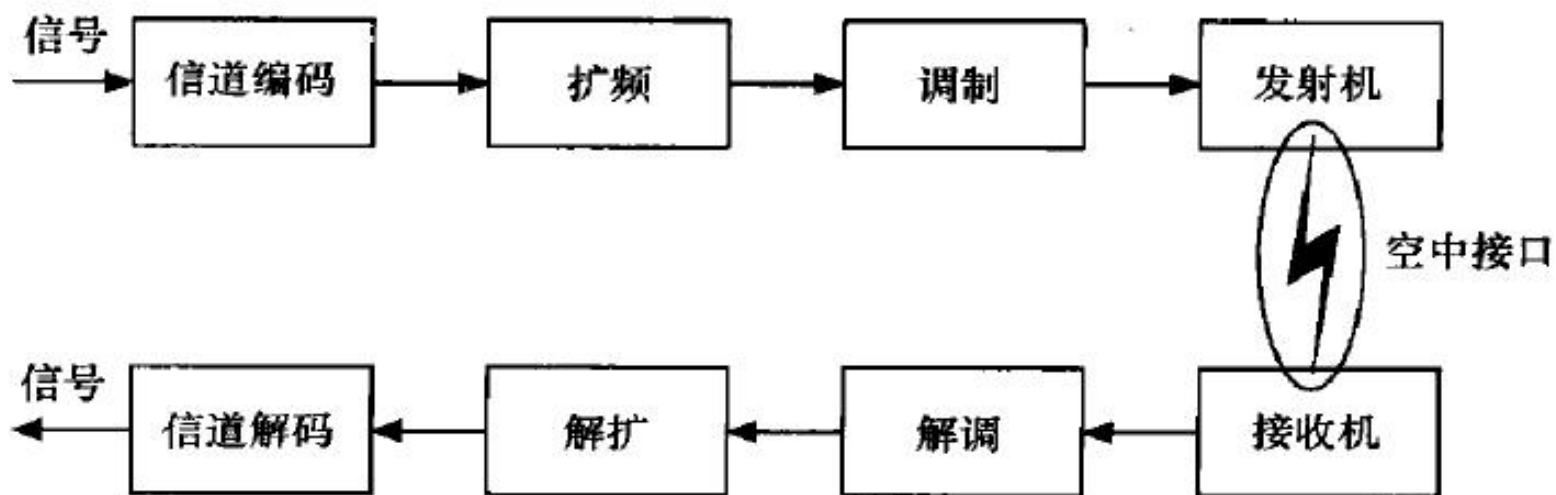 信号
信道编码
扩频
调制
发射机
空中接口
信号
信道解码
解扩
解调
接收机